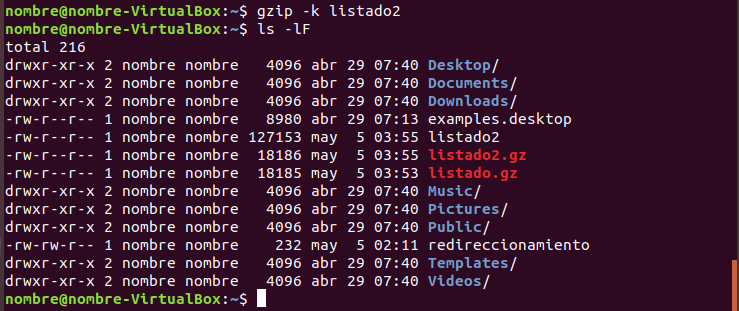 nombre@nombre-VirtualBox:~$ gzip -k listado2
nombre@nombre-VirtualBox:~$ ls -lF
total 216
drwxr-xr-x 2 nombre nombre   4096 abr 29 07:40 Desktop/
drwxr-xr-x 2 nombre nombre   4096 abr 29 07:40 Documents/
drwxr-xr-x 2 nombre nombre   4096 abr 29 07:40 Downloads/
-rw-r--r-- 1 nombre nombre   8980 abr 29 07:13 examples.desktop
-rw-r--r-- 1 nombre nombre 127153 may  5 03:55 listado2
-rw-r--r-- 1 nombre nombre  18186 may  5 03:55 listado2.gz
-rw-r--r-- 1 nombre nombre  18185 may  5 03:53 listado.gz
drwxr-xr-x 2 nombre nombre   4096 abr 29 07:40 Music/
drwxr-xr-x 2 nombre nombre   4096 abr 29 07:40 Pictures/
drwxr-xr-x 2 nombre nombre   4096 abr 29 07:40 Public/
-rw-rw-r-- 1 nombre nombre    232 may  5 02:11 redireccionamiento
drwxr-xr-x 2 nombre nombre   4096 abr 29 07:40 Templates/
drwxr-xr-x 2 nombre nombre   4096 abr 29 07:40 Videos/
nombre@nombre-VirtualBox:~$